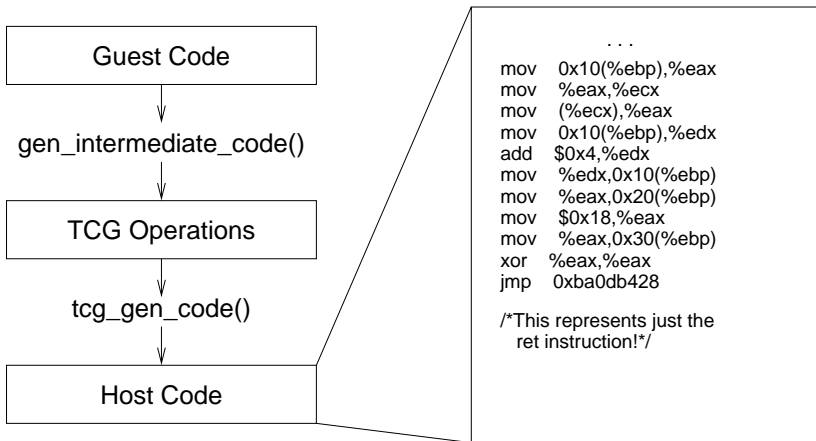 Guest Code
gen_intermediate_code()
TCG Operations
tcg_gen_code()
Host Code
. . .
mov 0x10(%ebp),%eax
mov %eax,%ecx
mov (%ecx),%eax
mov 0x10(%ebp),%edx
add $0x4,%edx
mov %edx,0x10(%ebp)
mov %eax,0x20(%ebp)
mov $0x18,%eax
mov %eax,0x30(%ebp)
xor %eax,%eax
jmp 0xba0db428
/*This represents just the
ret instruction!*/